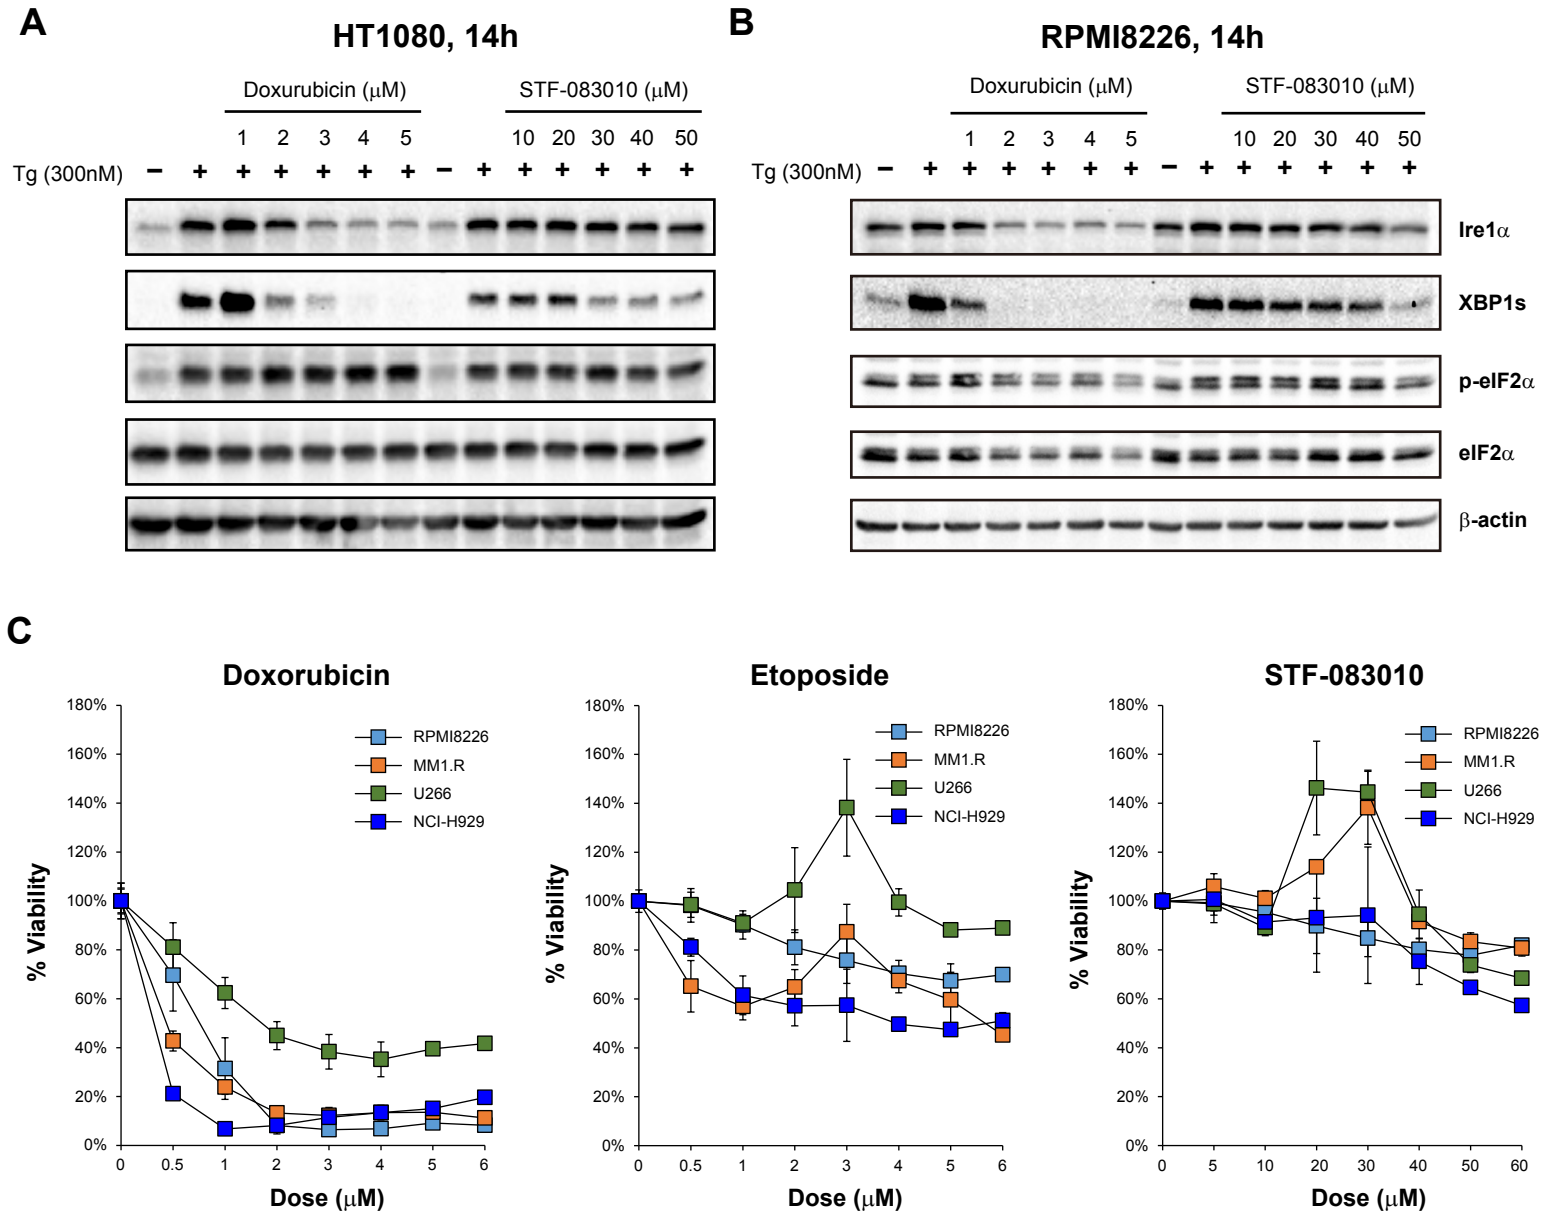 A
HT1080, 14h
Doxurubicin (μM)
STF-083010 (μM)
1 2 3 4 5 10 20 30 40 50
Tg (300nM) − + + + + + + − + + + + + +
B
RPMI8226, 14h
Doxurubicin (μM)
STF-083010 (μM)
1 2 3 4 5 10 20 30 40 50
Tg (300nM) − + + + + + + − + + + + + +
Ire1α
XBP1s
p-eIF2α
eIF2α
β-actin
C
Doxorubicin
180%
160%
140%
120%
100%
80%
60%
40%
20%
0%
% Viability
RPMI8226
MM1.R
U266
NCI-H929
0 0.5 1 2 3 4 5 6
Dose (μM)
Etoposide
180%
160%
140%
120%
100%
80%
60%
40%
20%
0%
% Viability
RPMI8226
MM1.R
U266
NCI-H929
0 0.5 1 2 3 4 5 6
Dose (μM)
STF-083010
180%
160%
140%
120%
100%
80%
60%
40%
20%
0%
% Viability
RPMI8226
MM1.R
U266
NCI-H929
0 5 10 20 30 40 50 60
Dose (μM)